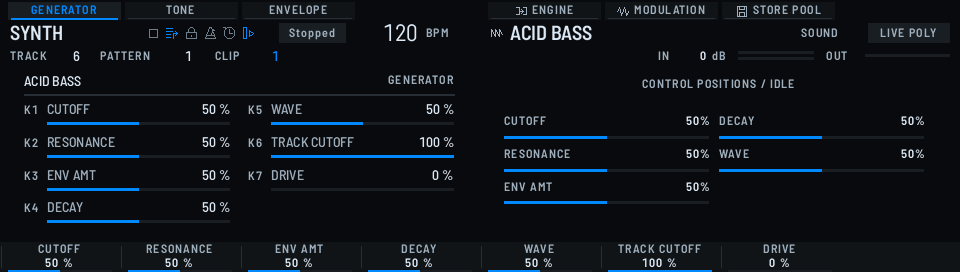 GENERATOR TONE ENVELOPE ENGINE MODULATION STORE POOL
SYNTH Stopped 120 BPM ACID BASS SOUND LIVE POLY
TRACK 6 PATTERN 1 CLIP 1 IN 0 dB OUT
ACID BASS GENERATOR CONTROL POSITIONS / IDLE
K1 CUTOFF 50 % K5 WAVE 50 %
K2 RESONANCE 50 % K6 TRACK CUTOFF 100 %
K3 ENV AMT 50 % K7 DRIVE 0 %
K4 DECAY 50 %
CUTOFF 50% DECAY 50%
RESONANCE 50% WAVE 50%
ENV AMT 50%
CUTOFF RESONANCE ENV AMT DECAY WAVE TRACK CUTOFF DRIVE
50 % 50 % 50 % 50 % 50 % 100 % 0 %